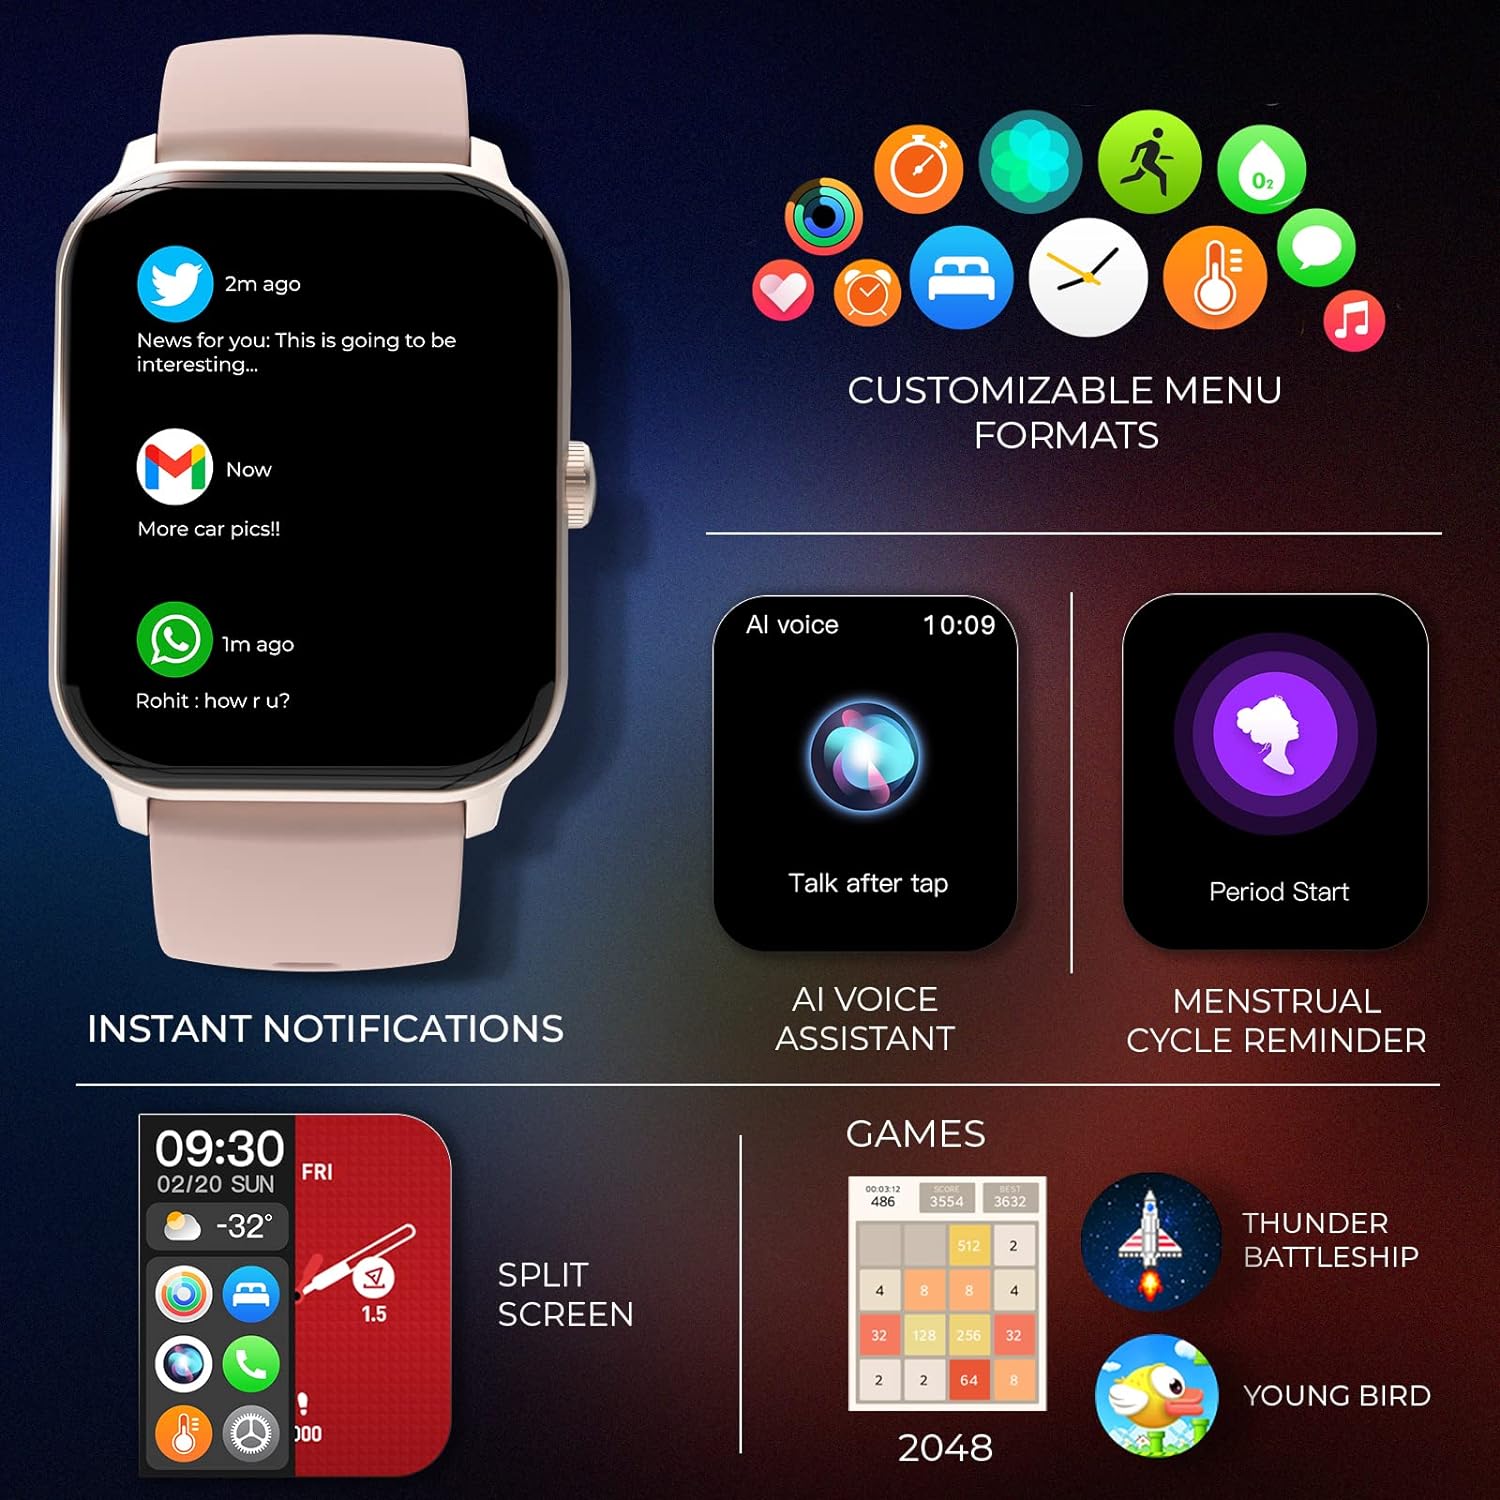 2m ago
News for you: This is going to be
interesting...
Now
More car pics!!
1m ago
Rohit : how r u?
INSTANT NOTIFICATIONS
O2
CUSTOMIZABLE MENU
FORMATS
AI voice 10:09
Talk after tap
AI VOICE
ASSISTANT
Period Start
MENSTRUAL
CYCLE REMINDER
09:30
02/20 SUN
-32°
FRI
1.5
000
SPLIT
SCREEN
GAMES
00:03:12 SCORE BEST
486 3554 3632
512 2
4 8 8 4
32 128 256 32
2 2 64 8
2048
THUNDER
BATTLESHIP
YOUNG BIRD